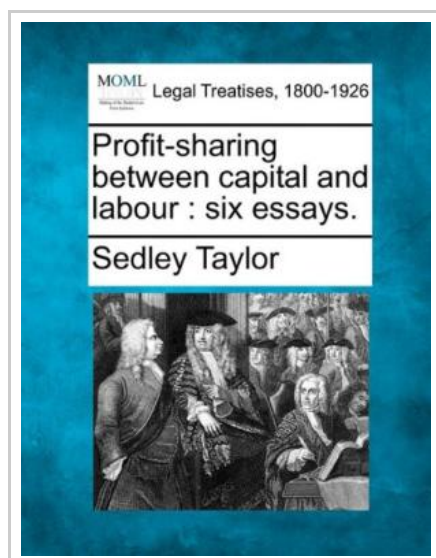 MOML
Legal Treatises, 1800-1926
Profit-sharing
between capital and
labour : six essays.
Sedley Taylor